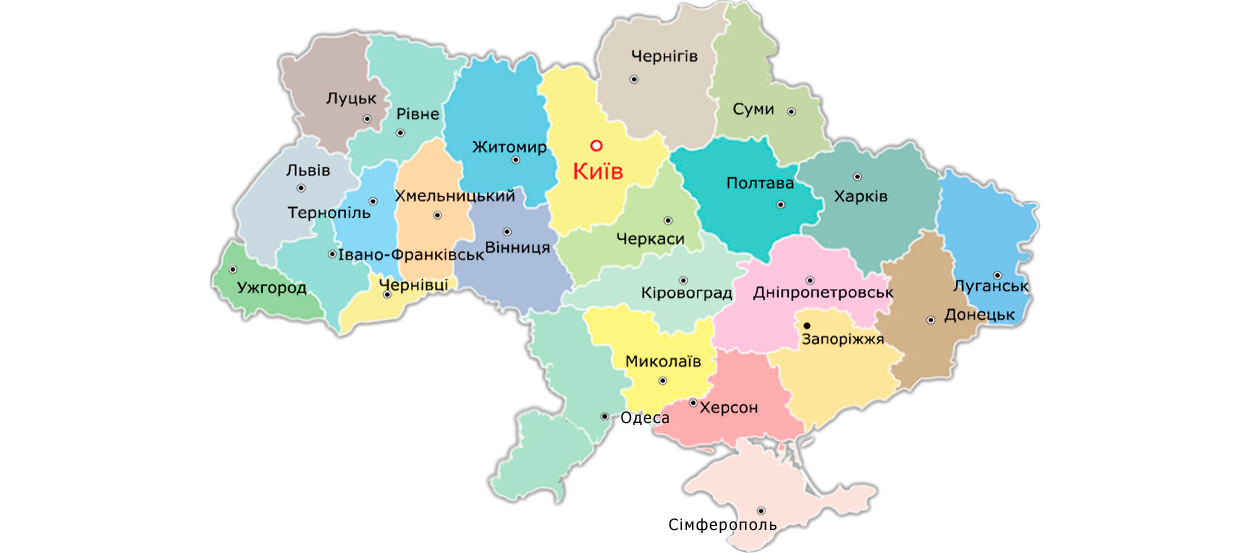 Чернігів
Луцьк
Рівне
Суми
Житомир
Київ
Львів
Полтава
Харків
Хмельницький
Тернопіль
Черкаси
Вінниця
Івано-Франківськ
Ужгород
Чернівці
Луганськ
Кіровоград
Дніпропетровськ
Донецьк
Запоріжжя
Миколаїв
Херсон
Одеса
Сімферополь